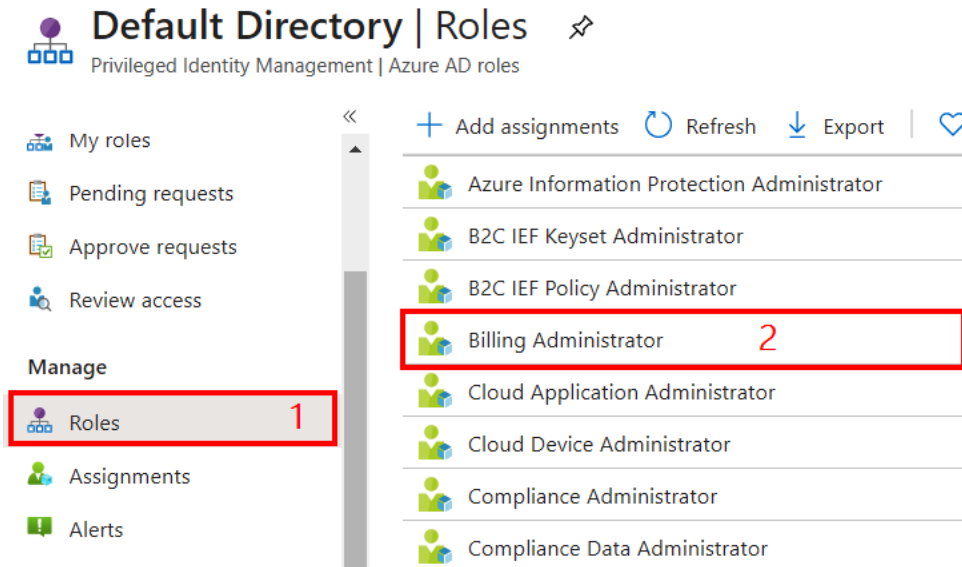 Default Directory | Roles
Privileged Identity Management | Azure AD roles
My roles
Pending requests
Approve requests
Review access
Manage
Roles 1
Assignments
Alerts
Add assignments Refresh Export
Azure Information Protection Administrator
B2C IEF Keyset Administrator
B2C IEF Policy Administrator
Billing Administrator 2
Cloud Application Administrator
Cloud Device Administrator
Compliance Administrator
Compliance Data Administrator